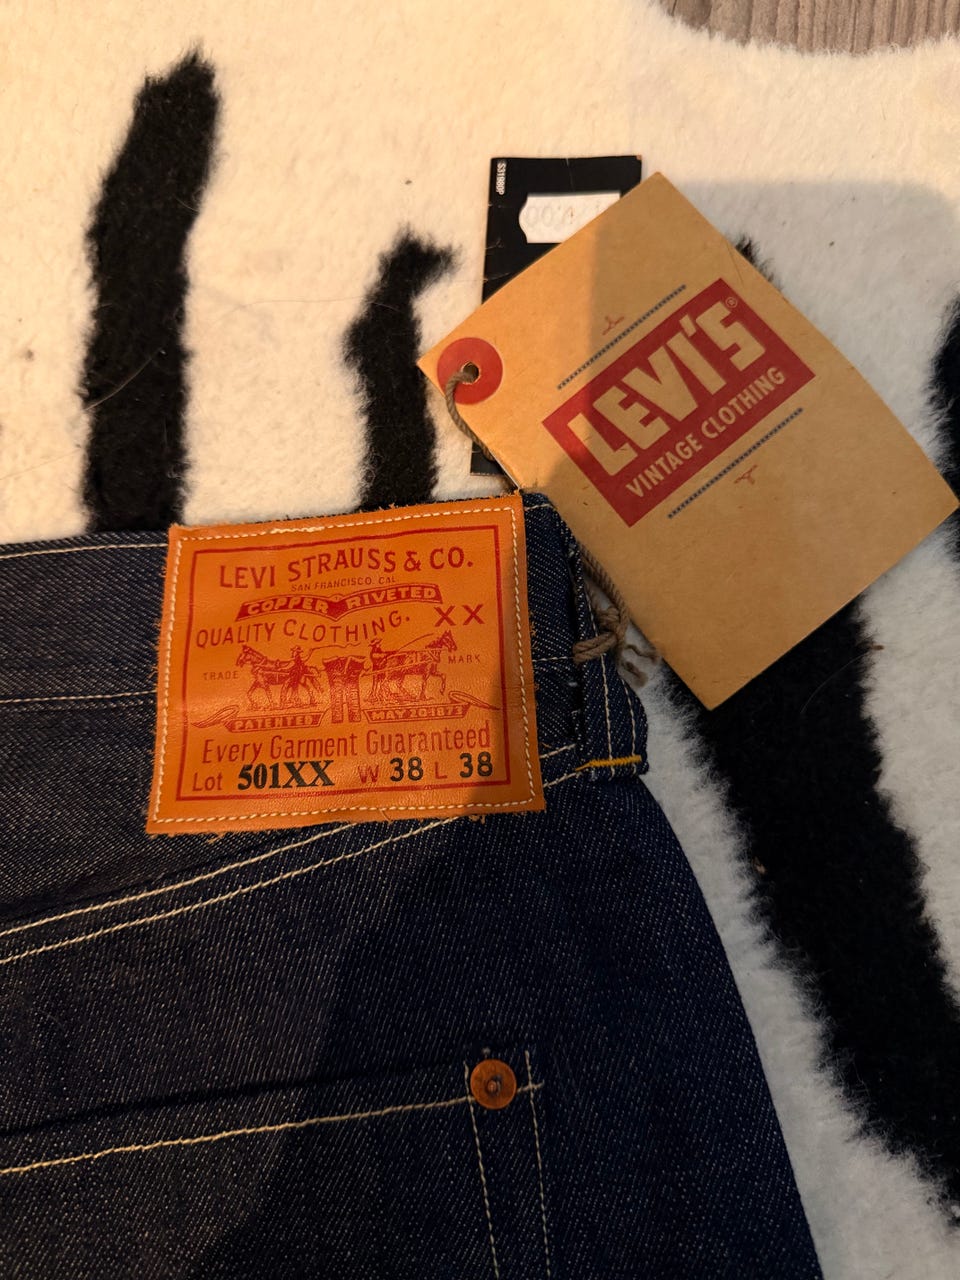 LEVI'S®
VINTAGE CLOTHING
LEVI STRAUSS & CO.
SAN FRANCISCO, CAL
COPPER RIVETED
QUALITY CLOTHING. XX
TRADE MARK
PATENTED MAY 20 1873
Every Garment Guaranteed
Lot 501XX W 38 L 38